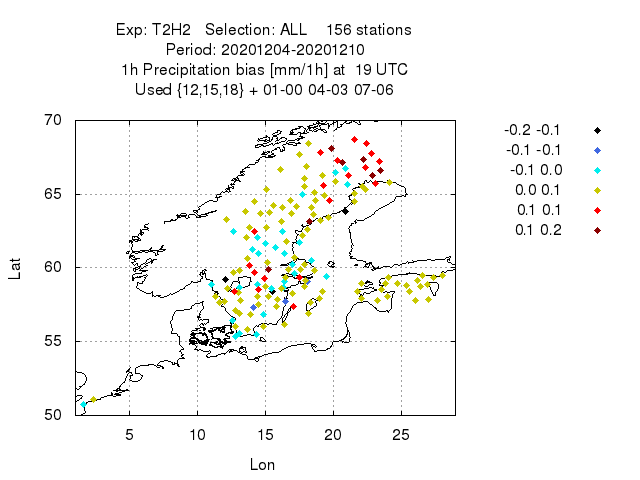 Exp: T2H2   Selection: ALL    156 stations
Period: 20201204-20201210
1h Precipitation bias [mm/1h] at  19 UTC
Used {12,15,18} + 01-00 04-03 07-06
70
65
60
55
50
5
10
15
20
25
Lat
Lon
-0.2 -0.1
-0.1 -0.1
-0.1 0.0
0.0 0.1
0.1 0.1
0.1 0.2